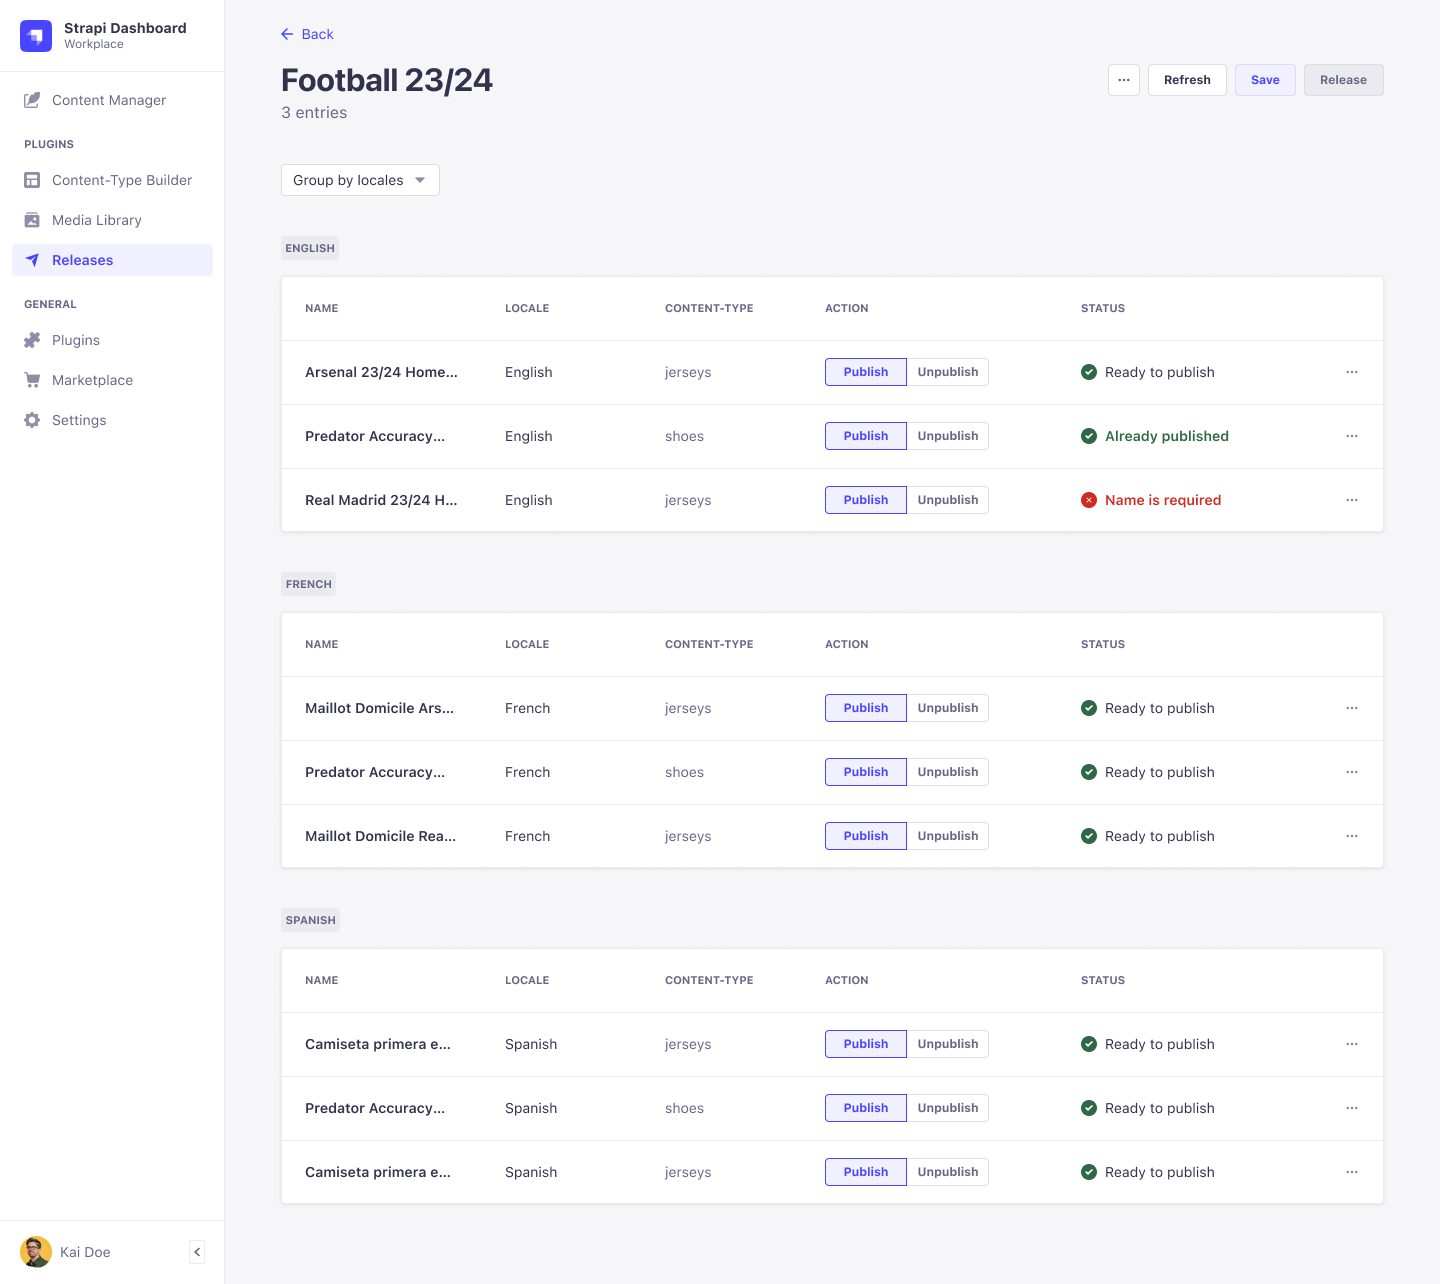 Strapi Dashboard
Workplace
Content Manager
PLUGINS
Content-Type Builder
Media Library
Releases
GENERAL
Plugins
Marketplace
Settings
Kai Doe
Back
Football 23/24
3 entries
Refresh
Save
Release
Group by locales
ENGLISH
NAME LOCALE CONTENT-TYPE ACTION STATUS
Arsenal 23/24 Home... English jerseys Publish Unpublish Ready to publish
Predator Accuracy... English shoes Publish Unpublish Already published
Real Madrid 23/24 H... English jerseys Publish Unpublish Name is required
FRENCH
NAME LOCALE CONTENT-TYPE ACTION STATUS
Maillot Domicile Ars... French jerseys Publish Unpublish Ready to publish
Predator Accuracy... French shoes Publish Unpublish Ready to publish
Maillot Domicile Rea... French jerseys Publish Unpublish Ready to publish
SPANISH
NAME LOCALE CONTENT-TYPE ACTION STATUS
Camiseta primera e... Spanish jerseys Publish Unpublish Ready to publish
Predator Accuracy... Spanish shoes Publish Unpublish Ready to publish
Camiseta primera e... Spanish jerseys Publish Unpublish Ready to publish